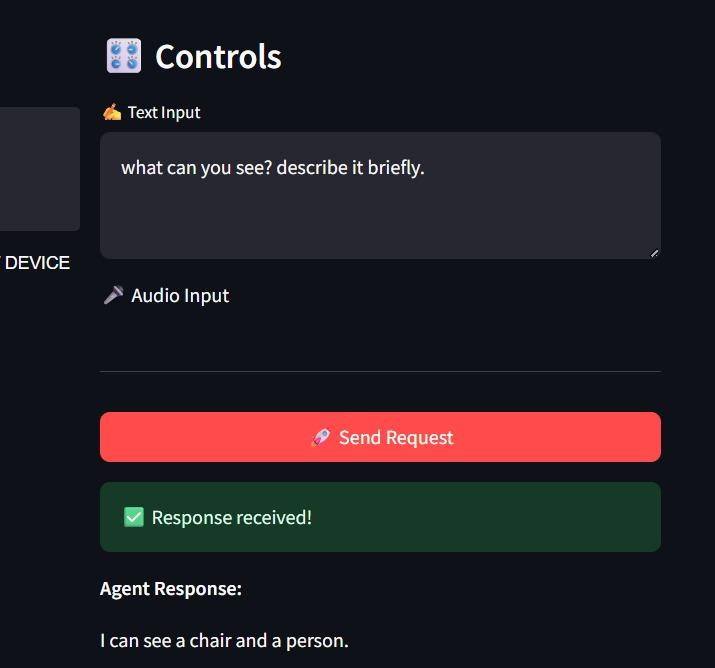 Controls
Text Input
what can you see? describe it briefly.
DEVICE
Audio Input
Send Request
Response received!
Agent Response:
I can see a chair and a person.